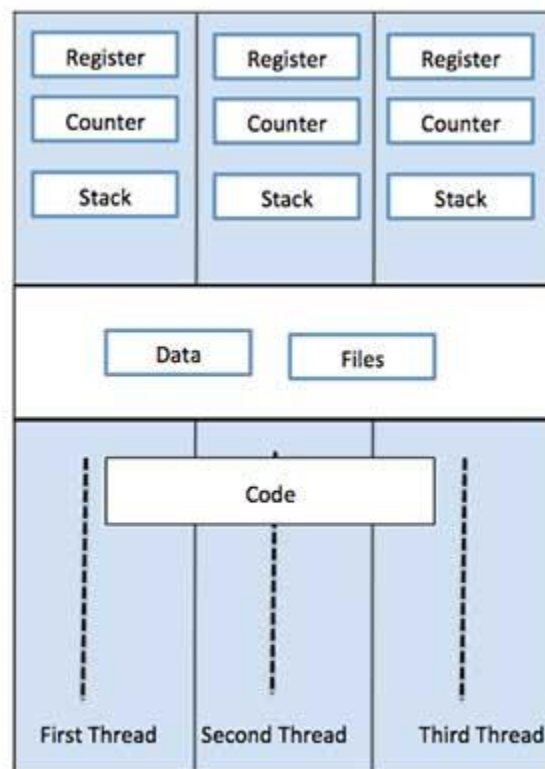 Register Register Register
Counter Counter Counter
Stack Stack Stack
Data Files
Code
First Thread Second Thread Third Thread